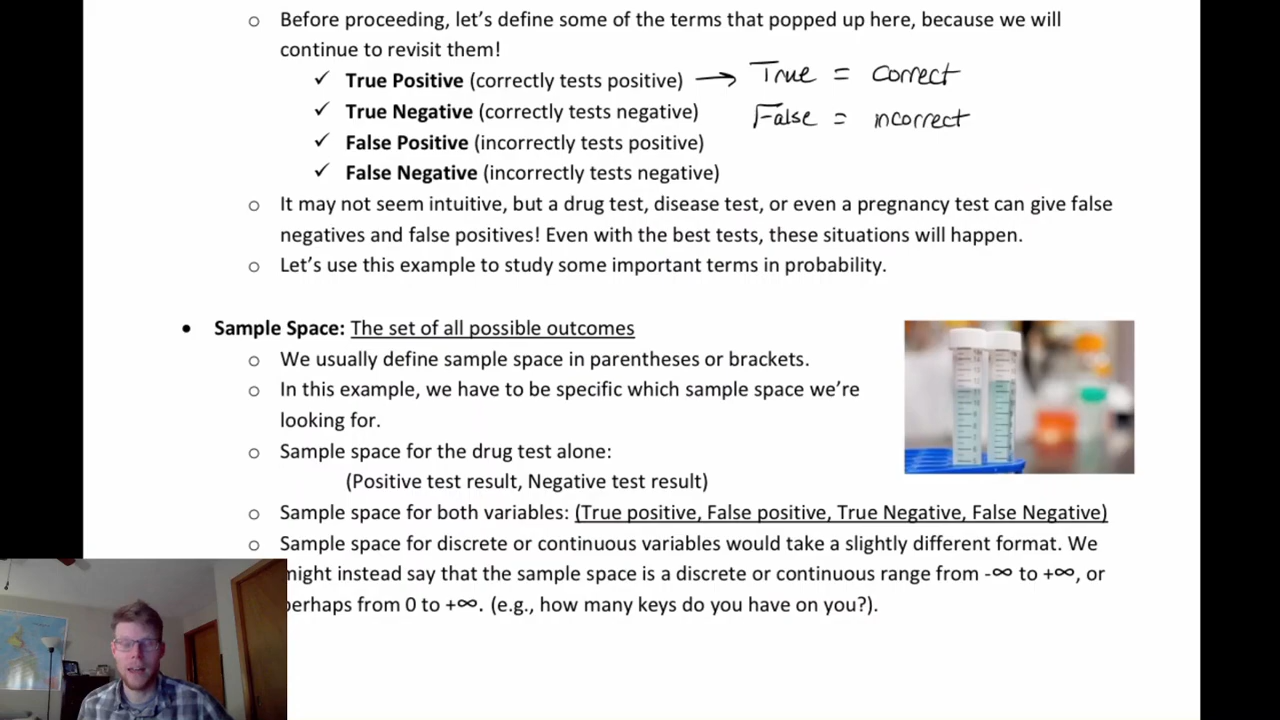 ○ Before proceeding, let’s define some of the terms that popped up here, because we will
continue to revisit them!
✓ True Positive (correctly tests positive) → True = correct
✓ True Negative (correctly tests negative) False = incorrect
✓ False Positive (incorrectly tests positive)
✓ False Negative (incorrectly tests negative)
○ It may not seem intuitive, but a drug test, disease test, or even a pregnancy test can give false
negatives and false positives! Even with the best tests, these situations will happen.
○ Let’s use this example to study some important terms in probability.
• Sample Space: The set of all possible outcomes
○ We usually define sample space in parentheses or brackets.
○ In this example, we have to be specific which sample space we’re
looking for.
○ Sample space for the drug test alone:
(Positive test result, Negative test result)
○ Sample space for both variables: (True positive, False positive, True Negative, False Negative)
○ Sample space for discrete or continuous variables would take a slightly different format. We
might instead say that the sample space is a discrete or continuous range from -∞ to +∞, or
perhaps from 0 to +∞. (e.g., how many keys do you have on you?).